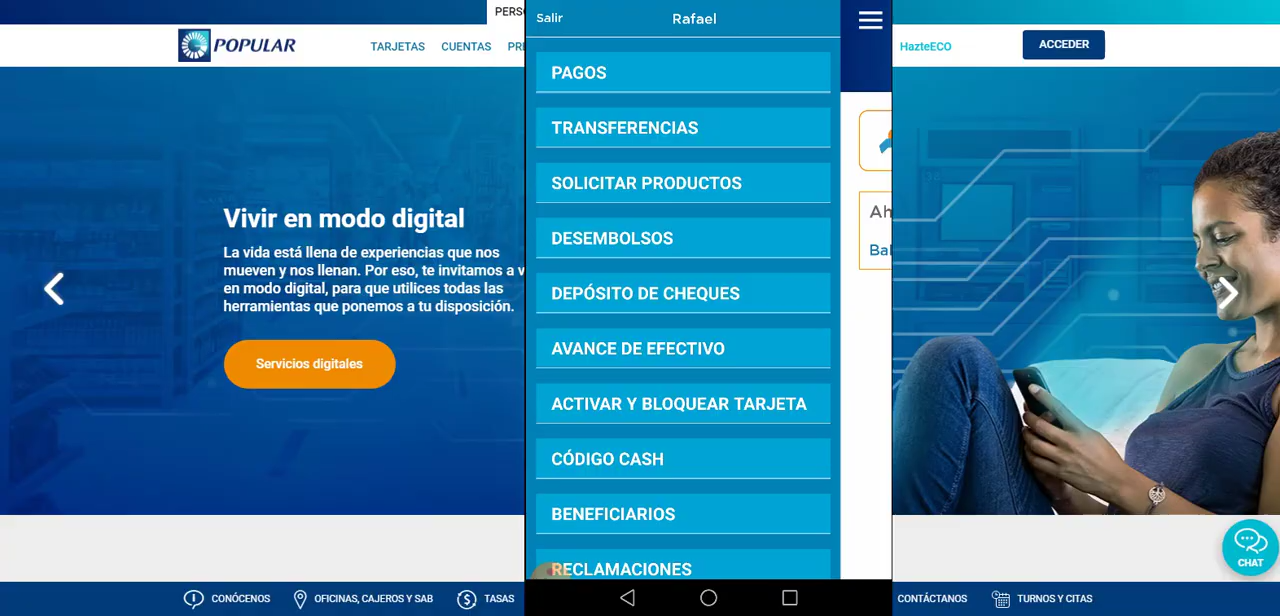 PERSO
POPULAR
TARJETAS
CUENTAS
PR
HazteECO
ACCEDER
Vivir en modo digital
La vida está llena de experiencias que nos
mueven y nos llenan. Por eso, te invitamos a v
en modo digital, para que utilices todas las
herramientas que ponemos a tu disposición.
Servicios digitales
Salir
Rafael
PAGOS
TRANSFERENCIAS
SOLICITAR PRODUCTOS
DESEMBOLSOS
DEPÓSITO DE CHEQUES
AVANCE DE EFECTIVO
ACTIVAR Y BLOQUEAR TARJETA
CÓDIGO CASH
BENEFICIARIOS
RECLAMACIONES
Ah
Bal
CHAT
CONÓCENOS
OFICINAS, CAJEROS Y SAB
TASAS
CONTÁCTANOS
TURNOS Y CITAS